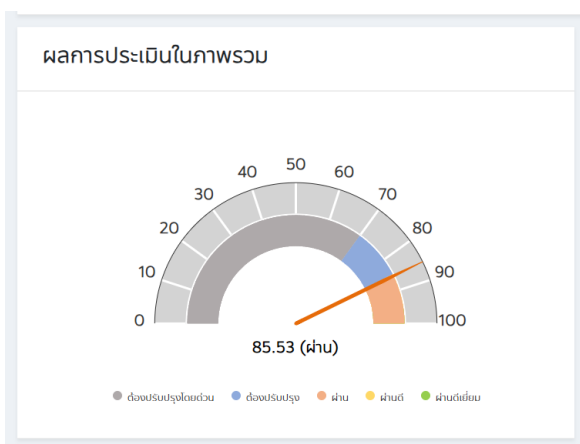 ผลการประเมินในภาพรวม
50
40 60
30 70
20 80
10 90
0 100
85.53 (ผ่าน)
ต้องปรับปรุงโดยด่วน ต้องปรับปรุง ผ่าน ผ่านดี ผ่านดีเยี่ยม